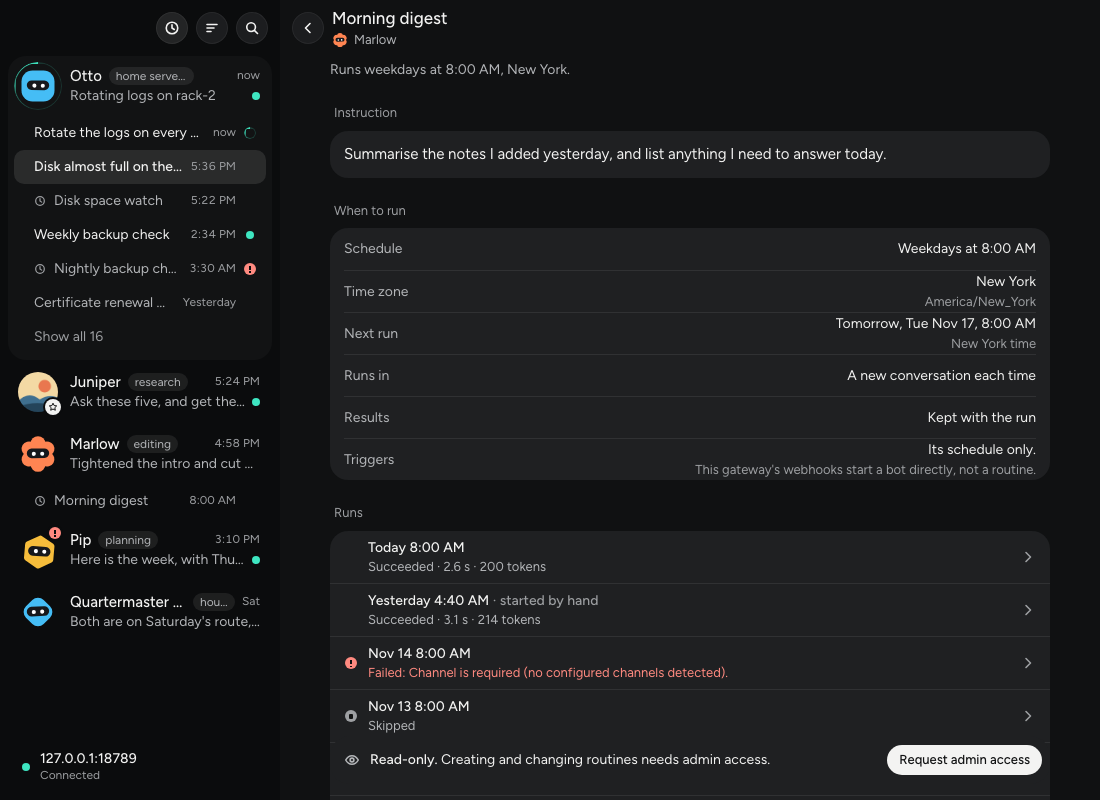 Otto home serve... now
Rotating logs on rack-2
Rotate the logs on every ... now
Disk almost full on the... 5:36 PM
Disk space watch 5:22 PM
Weekly backup check 2:34 PM
Nightly backup ch... 3:30 AM
Certificate renewal ... Yesterday
Show all 16
Juniper research 5:24 PM
Ask these five, and get the...
Marlow editing 4:58 PM
Tightened the intro and cut ...
Morning digest 8:00 AM
Pip planning 3:10 PM
Here is the week, with Thu...
Quartermaster ... hou... Sat
Both are on Saturday's route,...
127.0.0.1:18789
Connected
Morning digest
Marlow
Runs weekdays at 8:00 AM, New York.
Instruction
Summarise the notes I added yesterday, and list anything I need to answer today.
When to run
Schedule Weekdays at 8:00 AM
Time zone New York
America/New_York
Next run Tomorrow, Tue Nov 17, 8:00 AM
New York time
Runs in A new conversation each time
Results Kept with the run
Triggers Its schedule only.
This gateway's webhooks start a bot directly, not a routine.
Runs
Today 8:00 AM
Succeeded · 2.6 s · 200 tokens
Yesterday 4:40 AM · started by hand
Succeeded · 3.1 s · 214 tokens
Nov 14 8:00 AM
Failed: Channel is required (no configured channels detected).
Nov 13 8:00 AM
Skipped
Read-only. Creating and changing routines needs admin access. Request admin access